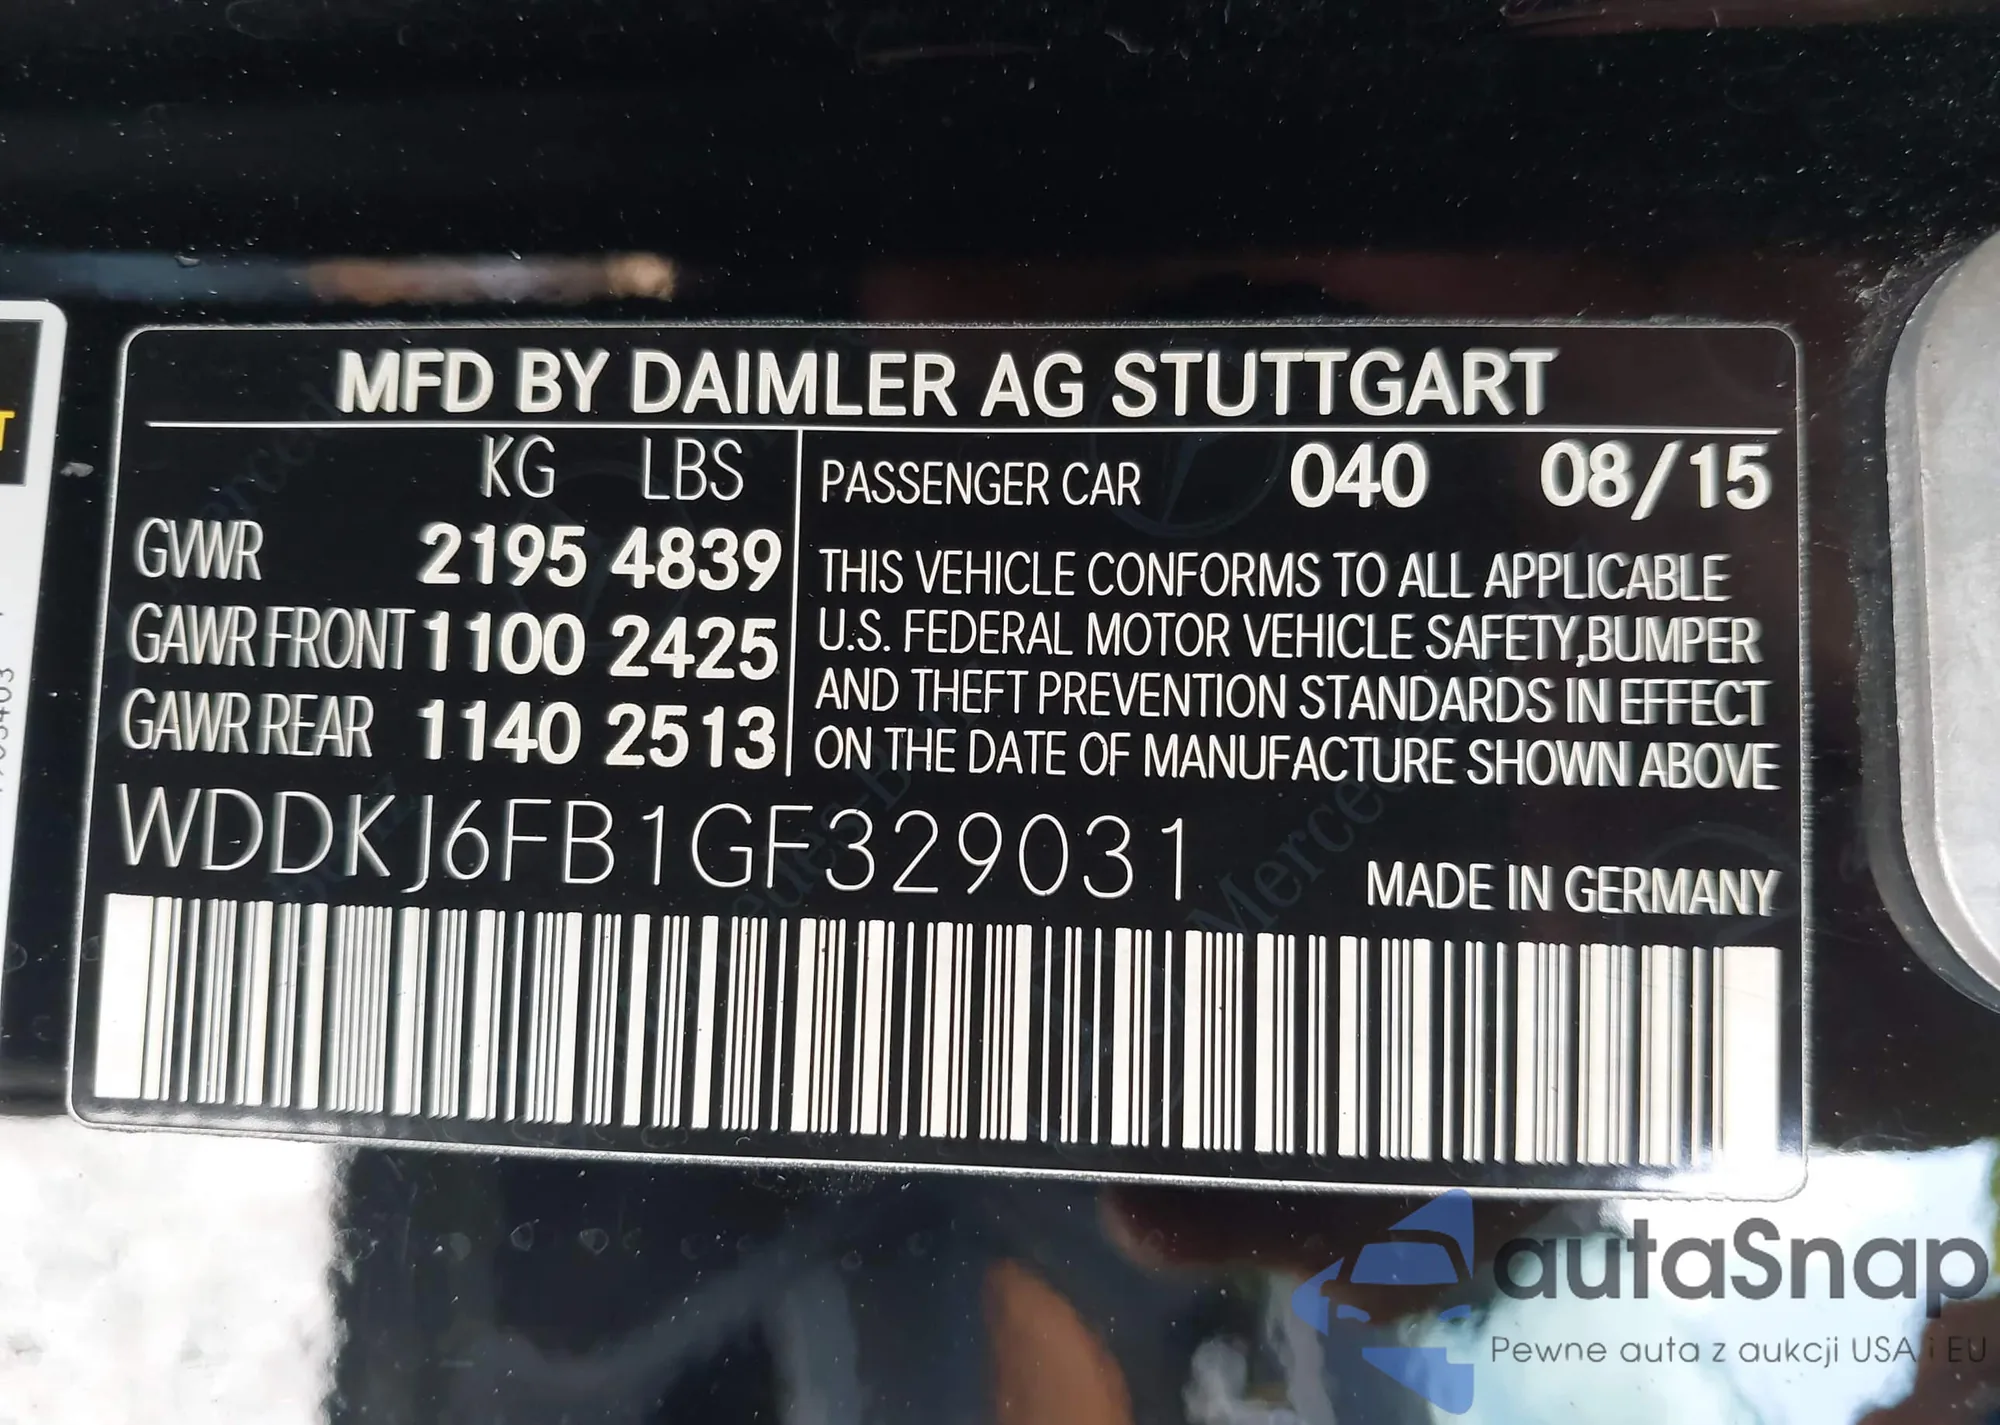 MFD BY DAIMLER AG STUTTGART
KG LBS
GVWR 2195 4839
GAWR FRONT 1100 2425
GAWR REAR 1140 2513
PASSENGER CAR 040 08/15
THIS VEHICLE CONFORMS TO ALL APPLICABLE
U.S. FEDERAL MOTOR VEHICLE SAFETY,BUMPER
AND THEFT PREVENTION STANDARDS IN EFFECT
ON THE DATE OF MANUFACTURE SHOWN ABOVE
WDDKJ6FB1GF329031
MADE IN GERMANY
autaSnap
Pewne auta z aukcji USA i EU